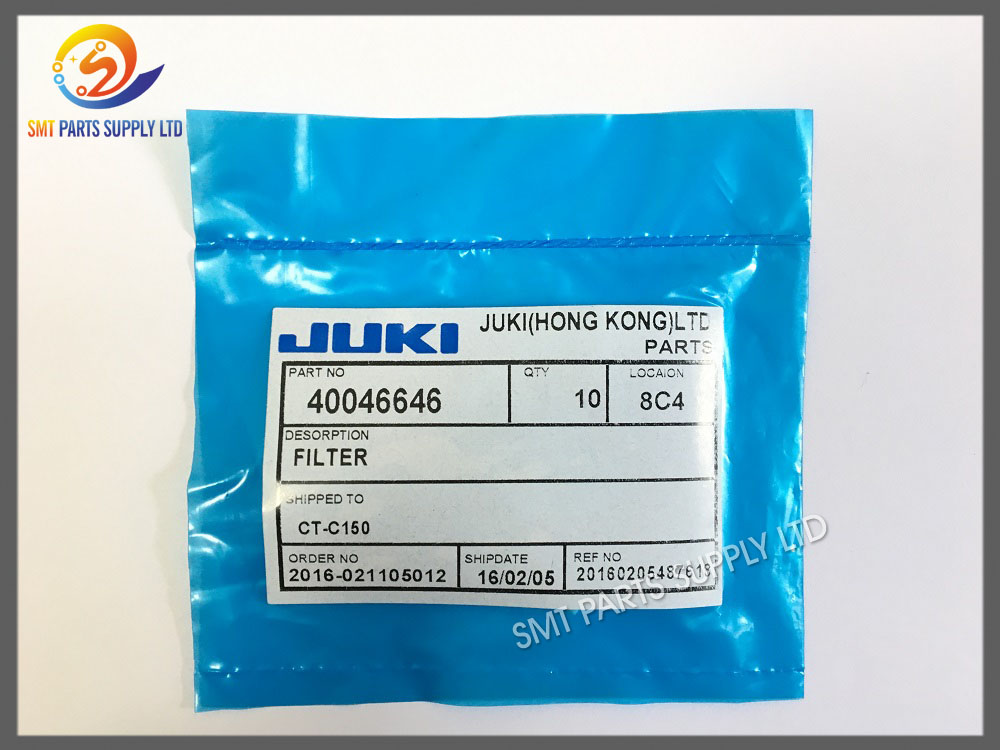 SMT PARTS SUPPLY LTD
JUKI
JUKI(HONG KONG)LTD
PARTS
PART NO
40046646
QTY
10
LOCAION
8C4
DESORPTION
FILTER
SHIPPED TO
CT-C150
ORDER NO
2016-021105012
SHIPDATE
16/02/05
REF NO
20160205487618
SMT PARTS SUPPLY LTD